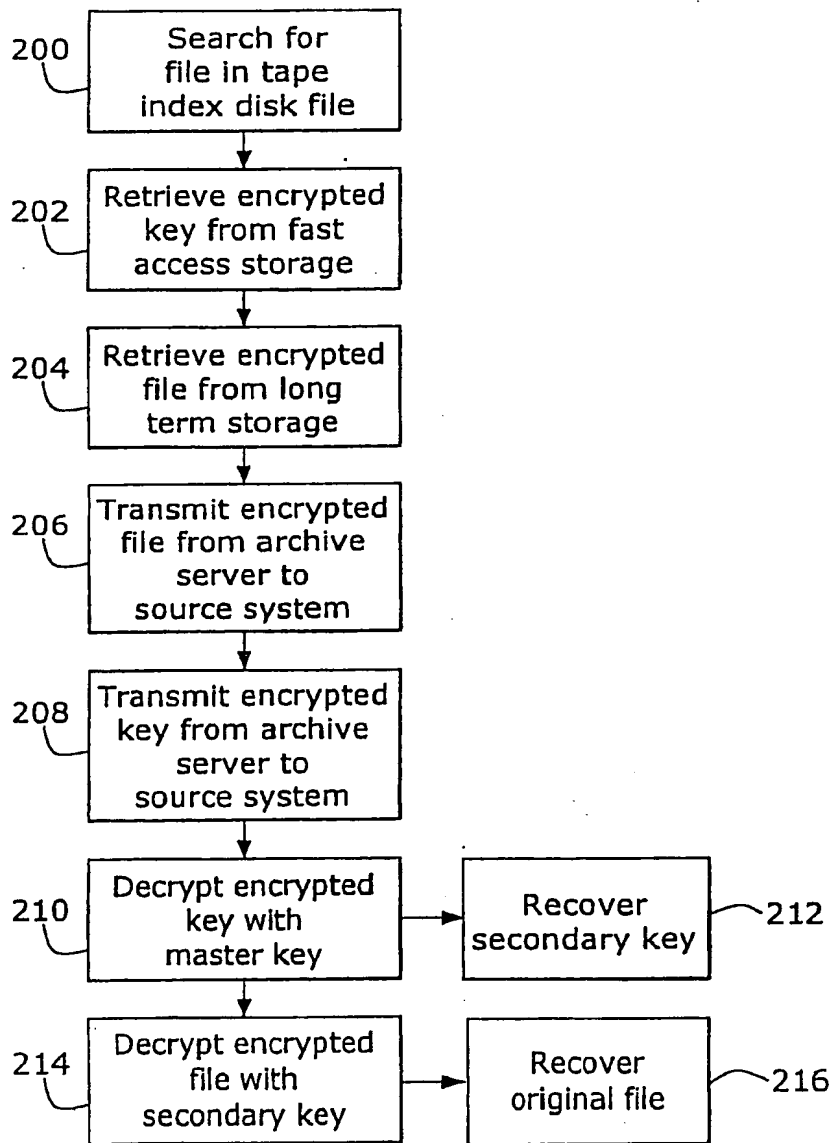 200
Search for
file in tape
index disk file
202
Retrieve encrypted
key from fast
access storage
204
Retrieve encrypted
file from long
term storage
206
Transmit encrypted
file from archive
server to
source system
208
Transmit encrypted
key from archive
server to
source system
210
Decrypt encrypted
key with
master key
Recover
secondary key
212
214
Decrypt encrypted
file with
secondary key
Recover
original file
216